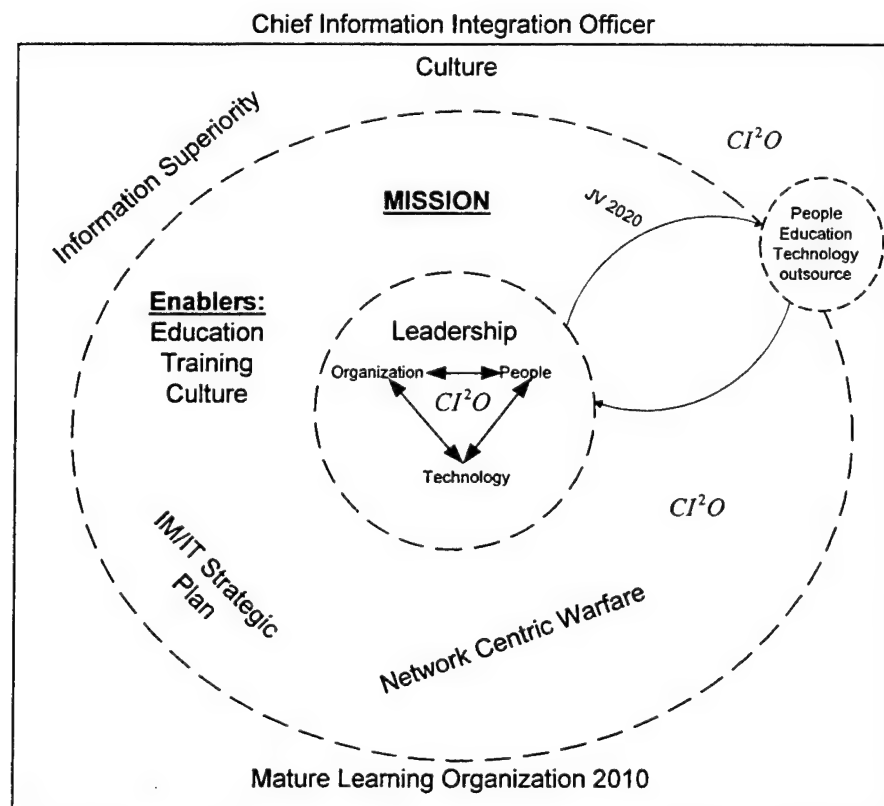 Chief Information Integration Officer
Culture
Information Superiority
CI²O
MISSION
JV 2020
People
Education
Technology
outsource
Enablers:
Education
Training
Culture
Leadership
Organization
People
CI²O
Technology
CI²O
IM/IT Strategic
Plan
Network Centric Warfare
Mature Learning Organization 2010